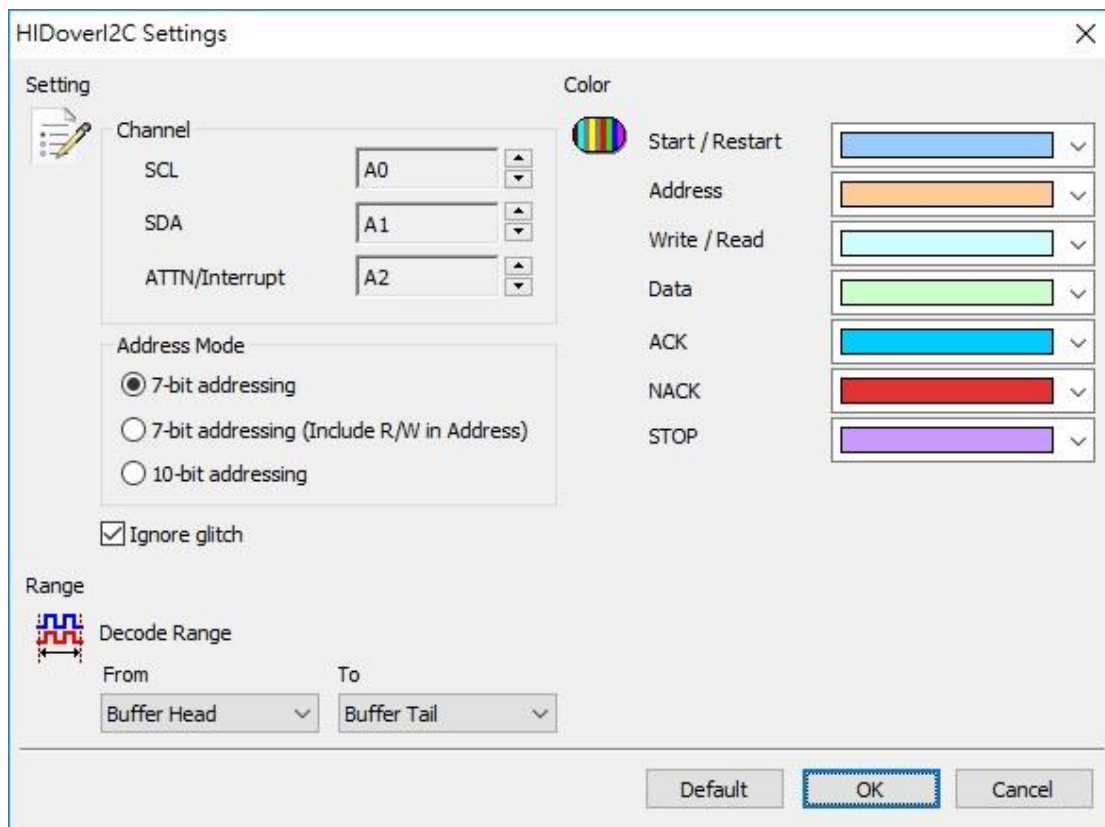 HIDoverI2C Settings
Setting
Channel
SCL
A0
SDA
A1
ATTN/Interrupt
A2
Address Mode
7-bit addressing
7-bit addressing (Include R/W in Address)
10-bit addressing
Ignore glitch
Color
Start / Restart
Address
Write / Read
Data
ACK
NACK
STOP
Range
Decode Range
From
To
Buffer Head
Buffer Tail
Default
OK
Cancel